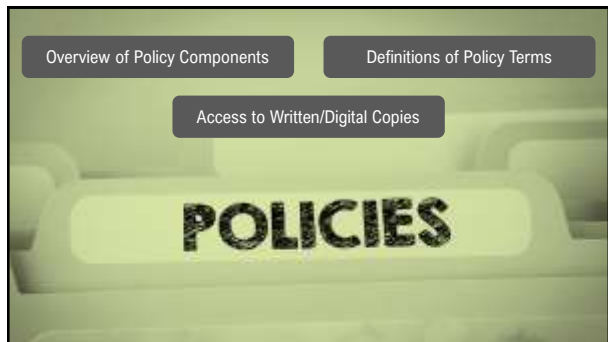 Overview of Policy Components
Definitions of Policy Terms
Access to Written/Digital Copies
POLICIES